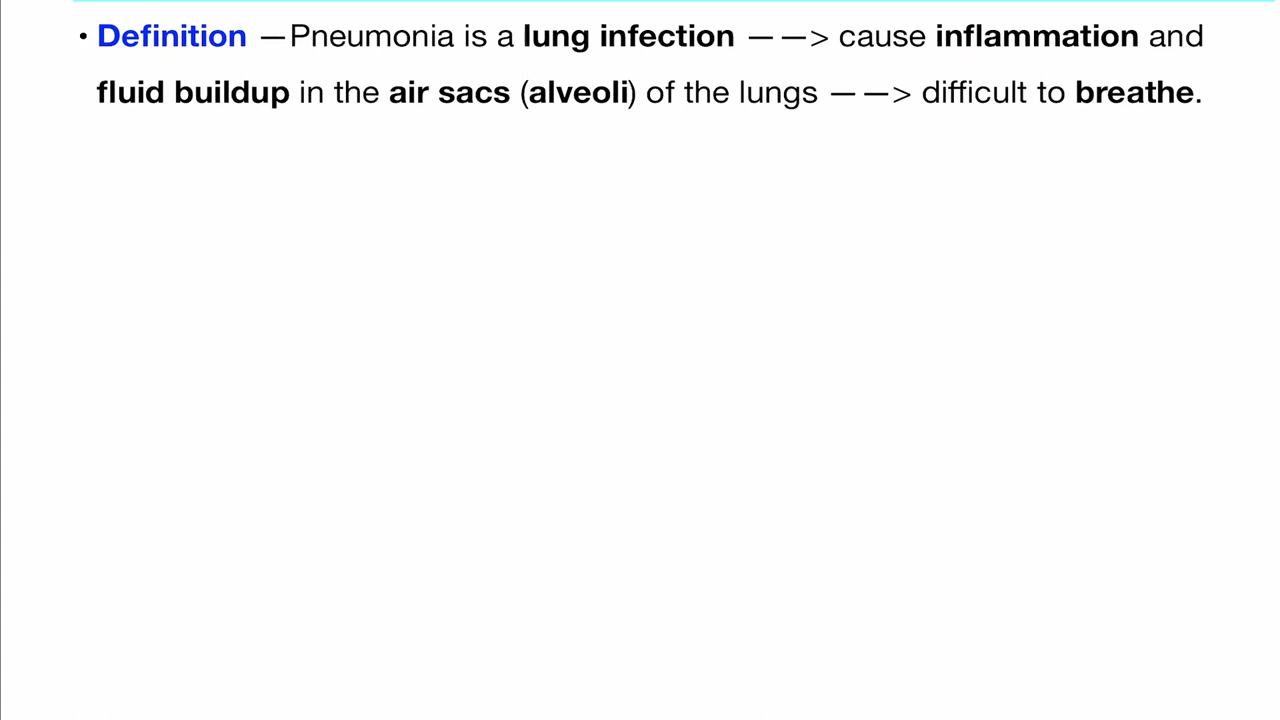 • Definition —Pneumonia is a lung infection — —> cause inflammation and
fluid buildup in the air sacs (alveoli) of the lungs — —> difficult to breathe.